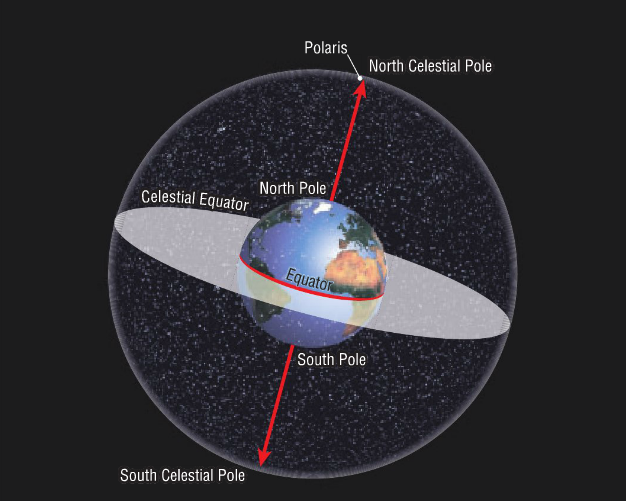 Polaris
North Celestial Pole
North Pole
Celestial Equator
Equator
South Pole
South Celestial Pole